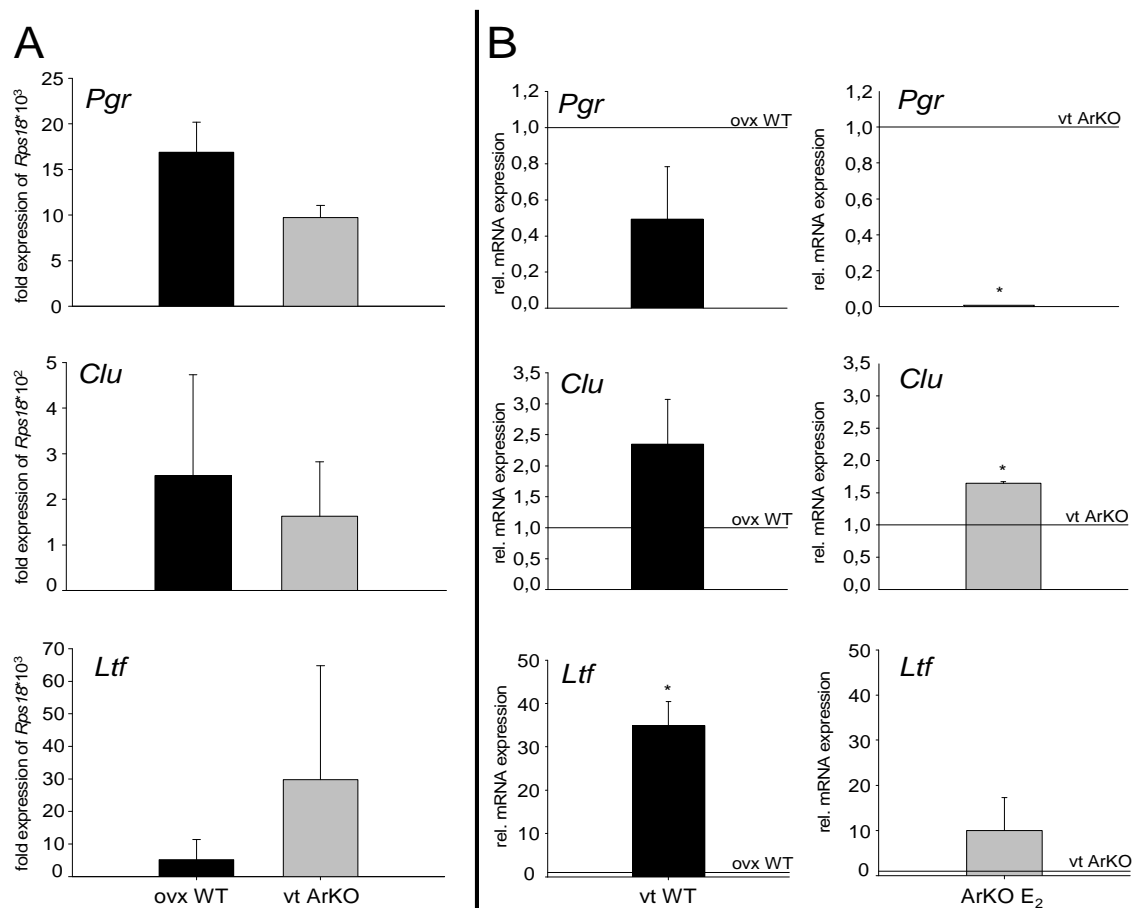 A
B
fold expression of Rps18*10³
25
20
15
10
5
0
Pgr
fold expression of Rps18*10²
5
4
3
2
1
0
Clu
fold expression of Rps18*10³
70
60
50
40
30
20
10
0
Ltf
ovx WT
vt ArKO
rel. mRNA expression
1,2
1,0
0,8
0,6
0,4
0,2
0,0
Pgr
ovx WT
rel. mRNA expression
3,5
3,0
2,5
2,0
1,5
1,0
0,5
0,0
Clu
ovx WT
rel. mRNA expression
50
40
30
20
10
0
Ltf
*
ovx WT
vt WT
rel. mRNA expression
1,2
1,0
0,8
0,6
0,4
0,2
0,0
Pgr
vt ArKO
*
rel. mRNA expression
3,5
3,0
2,5
2,0
1,5
1,0
0,5
0,0
Clu
*
vt ArKO
rel. mRNA expression
50
40
30
20
10
0
Ltf
vt ArKO
ArKO E₂